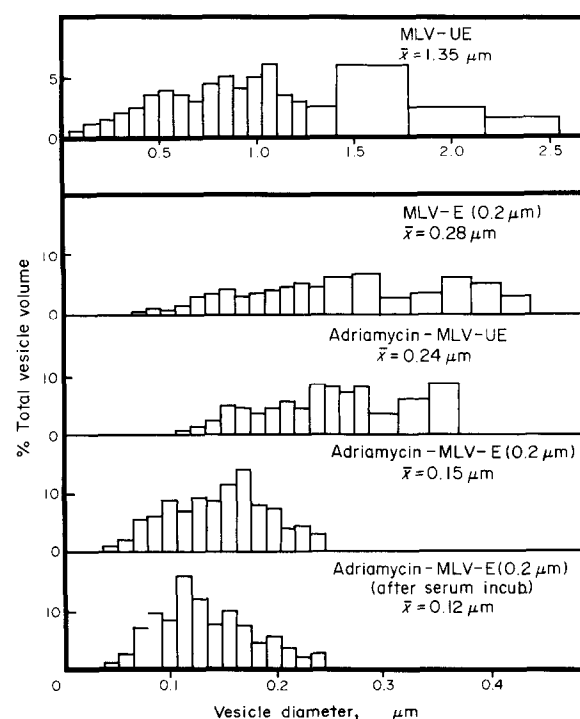 MLV-UE
x̄ = 1.35 μm
5
0
0.5 1.0 1.5 2.0 2.5
MLV-E (0.2 μm)
x̄ = 0.28 μm
10
0
Adriamycin-MLV-UE
x̄ = 0.24 μm
10
0
Adriamycin-MLV-E (0.2 μm)
x̄ = 0.15 μm
10
0
Adriamycin-MLV-E (0.2 μm)
(after serum incub.)
x̄ = 0.12 μm
10
0 0.1 0.2 0.3 0.4
Vesicle diameter, μm
% Total vesicle volume